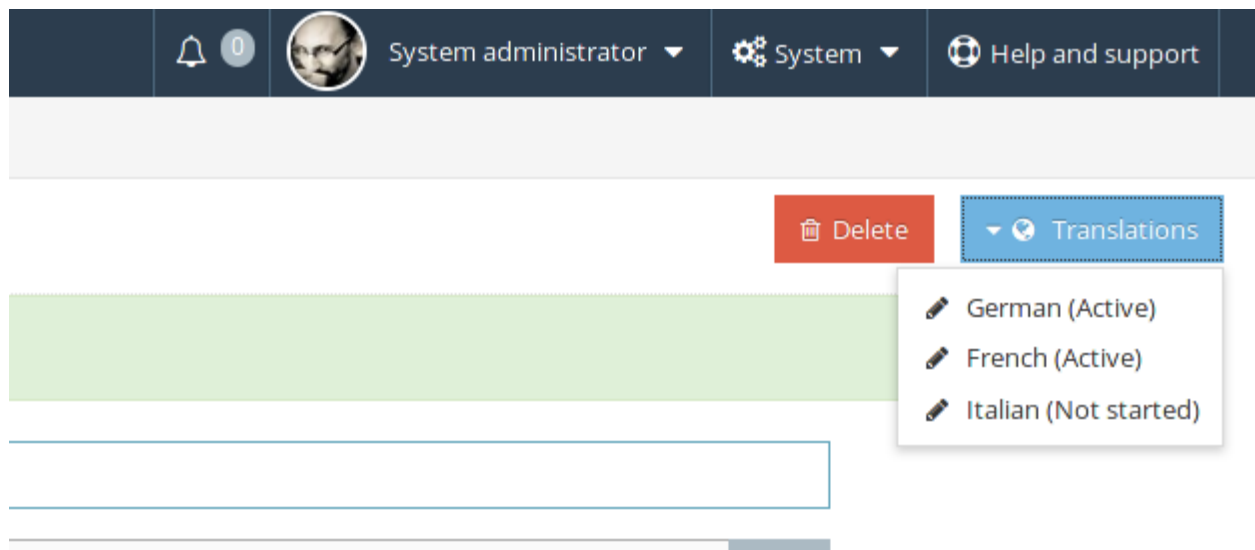 0 System administrator System Help and support
Delete Translations
German (Active)
French (Active)
Italian (Not started)